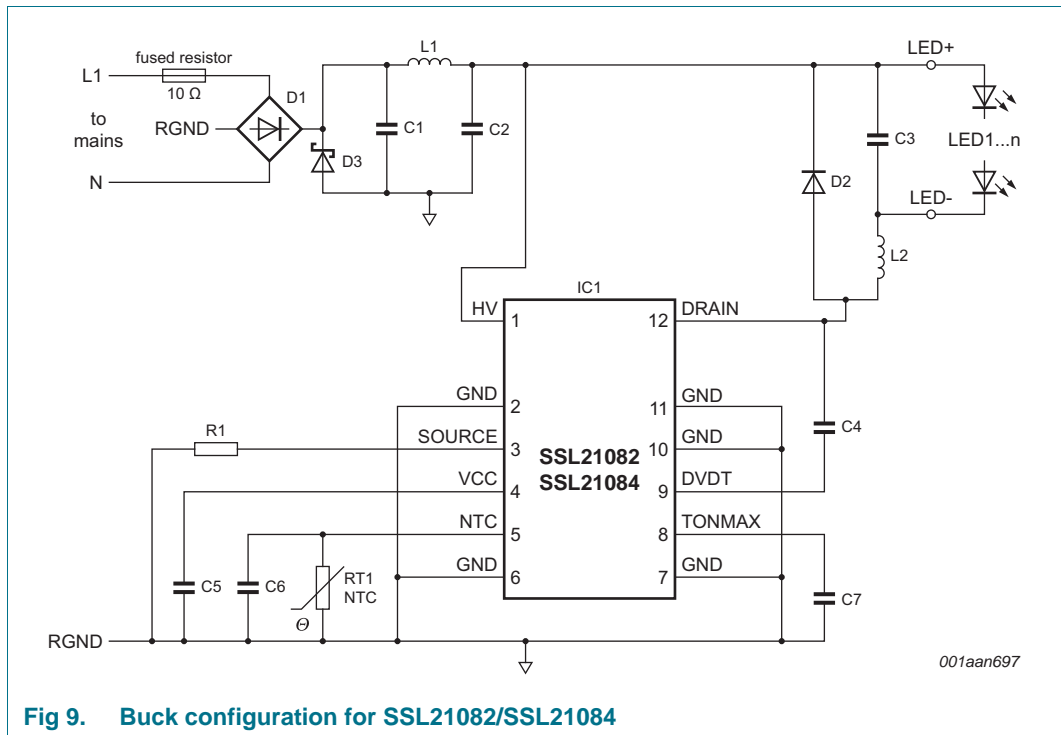 fused resistor
L1
10 Ω
D1
L1
LED+
to
mains
RGND
C1
C2
C3
LED1...n
D3
D2
N
LED-
L2
IC1
HV
DRAIN
1
12
GND
GND
2
11
C4
R1
SOURCE
GND
3
10
SSL21082
SSL21084
VCC
DVDT
4
9
NTC
TONMAX
5
8
C5
C6
RT1
NTC
Θ
GND
GND
6
7
C7
RGND
001aan697
Fig 9. Buck configuration for SSL21082/SSL21084